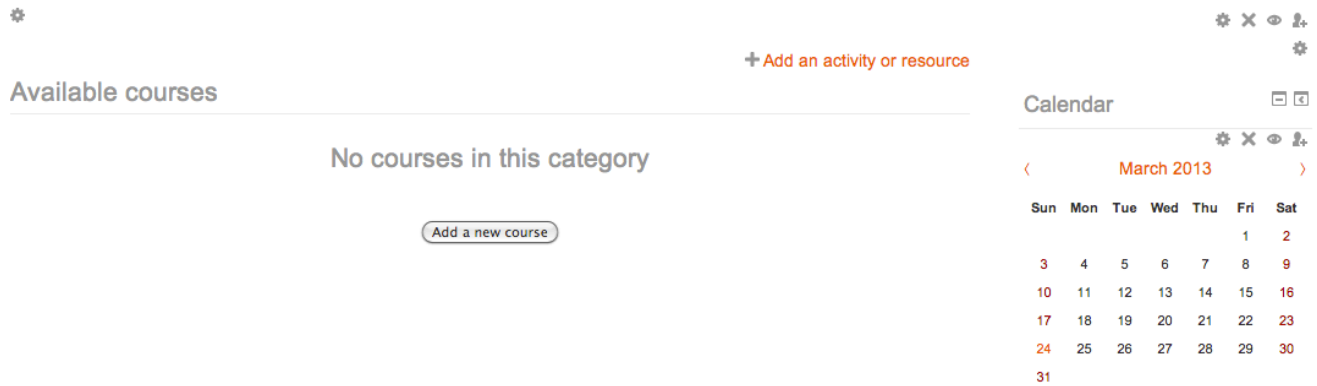 Add an activity or resource
Available courses
No courses in this category
Add a new course
Calendar
March 2013
Sun Mon Tue Wed Thu Fri Sat
1 2
3 4 5 6 7 8 9
10 11 12 13 14 15 16
17 18 19 20 21 22 23
24 25 26 27 28 29 30
31